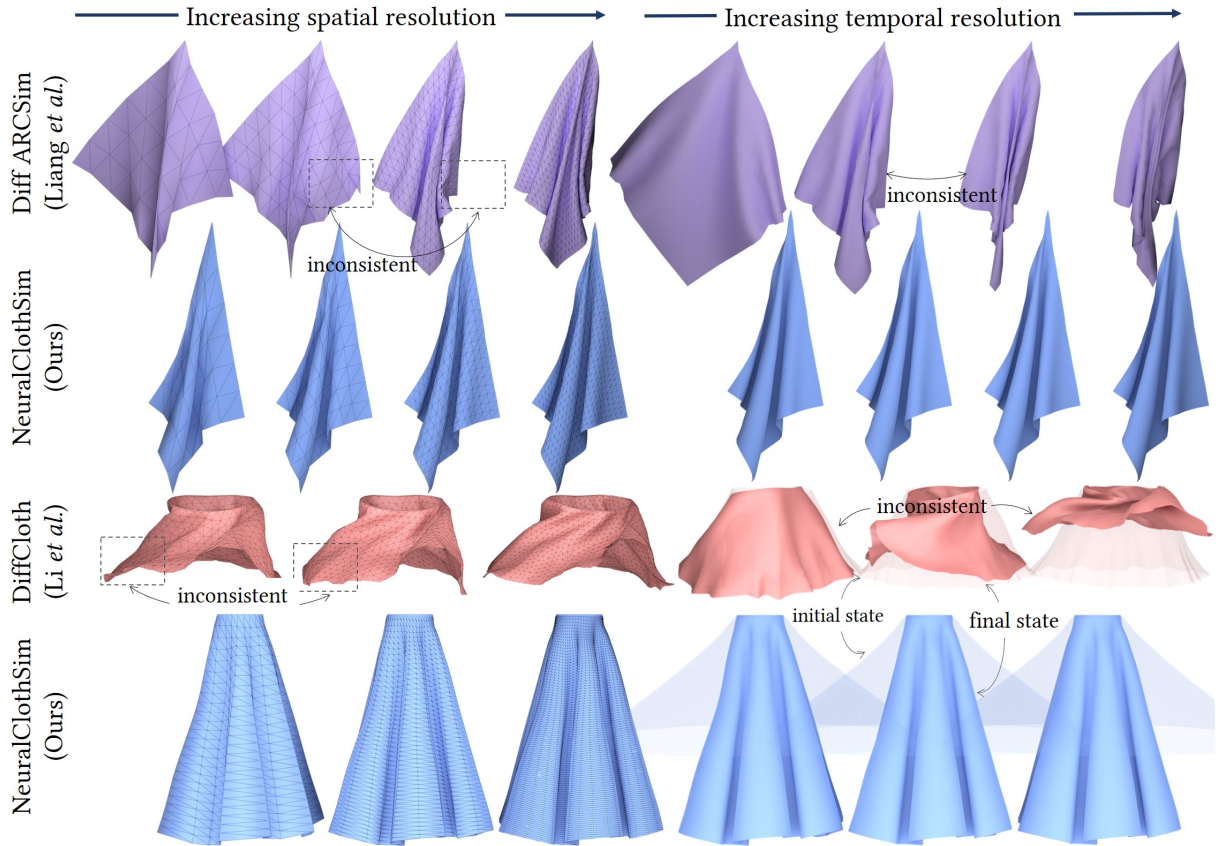 Increasing spatial resolution
Increasing temporal resolution
Diff ARCSim
(Liang et al.)
inconsistent
inconsistent
NeuralClothSim
(Ours)
DiffCloth
(Li et al.)
inconsistent
inconsistent
initial state
final state
NeuralClothSim
(Ours)